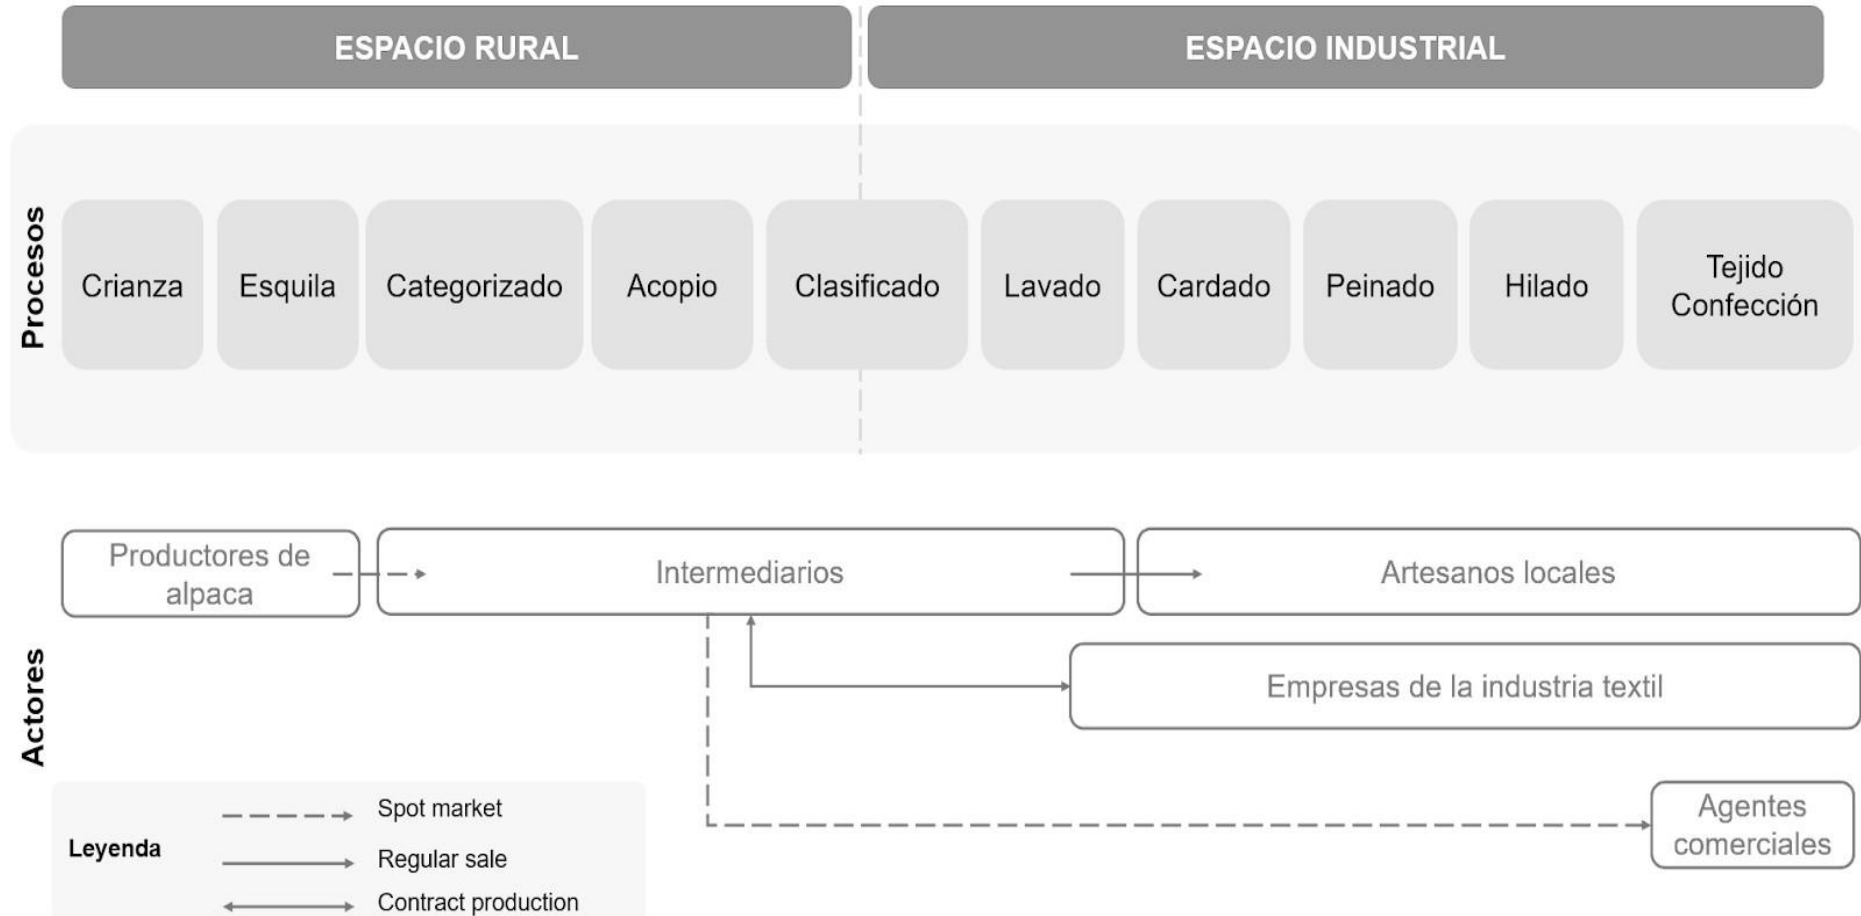 ESPACIO RURAL
ESPACIO INDUSTRIAL
Procesos
Crianza
Esquila
Categorizado
Acopio
Clasificado
Lavado
Cardado
Peinado
Hilado
Tejido
Confección
Actores
Productores de
alpaca
Intermediarios
Artesanos locales
Empresas de la industria textil
Agentes
comerciales
Leyenda
Spot market
Regular sale
Contract production